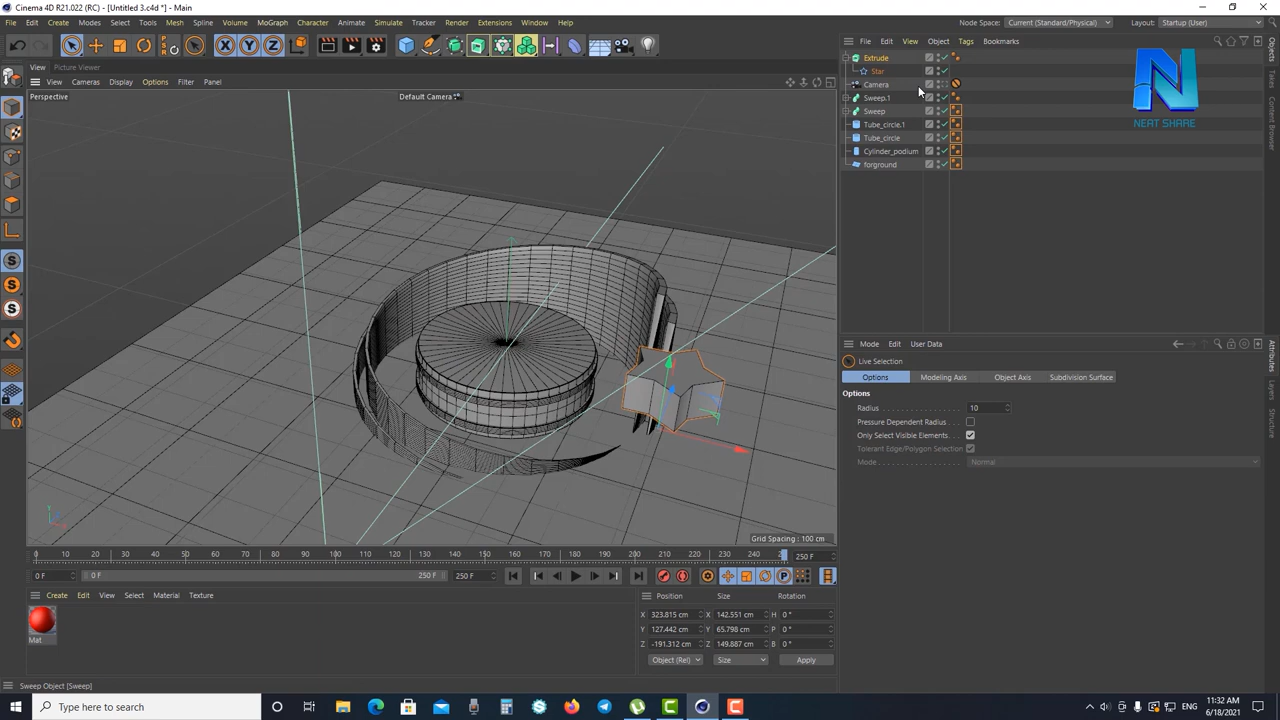 CINEMA 4D R21.022 (RC) - [Untitled 3.c4d *] - Main
Node Space: Current (Standard/Physical) Layout: Startup (User)
File Edit Create Modes Select Tools Mesh Spline Volume MoGraph Character Animate Simulate Tracker Render Extensions Window Help
View Picture Viewer
View Cameras Display Options Filter Panel
Perspective
Default Camera
Grid Spacing : 100 cm
File Edit View Object Tags Bookmarks
Extrude
Star
Camera
Sweep.1
Sweep
Tube_circle.1
Tube_circle
Cylinder_podium
forground
NEAT SHARE
Objects
Takes
Content Browser
Mode Edit User Data
Live Selection
Options Modeling Axis Object Axis Subdivision Surface
Options
Radius 10
Pressure Dependent Radius
Only Select Visible Elements
Tolerant Edge/Polygon Selection
Mode Normal
Attributes
Layers
Structure
0 10 20 30 40 50 60 70 80 90 100 110 120 130 140 150 160 170 180 190 200 210 220 230 24 250 F
0 F 0 F 250 F 250 F
Create Edit View Select Material Texture
Mat
Position Size Rotation
X 323.815 cm X 142.551 cm H 0 °
Y 127.442 cm Y 65.798 cm P 0 °
Z -191.312 cm Z 149.887 cm B 0 °
Object (Rel) Size Apply
Sweep Object [Sweep]
Type here to search
ENG
11:32 AM
6/18/2021